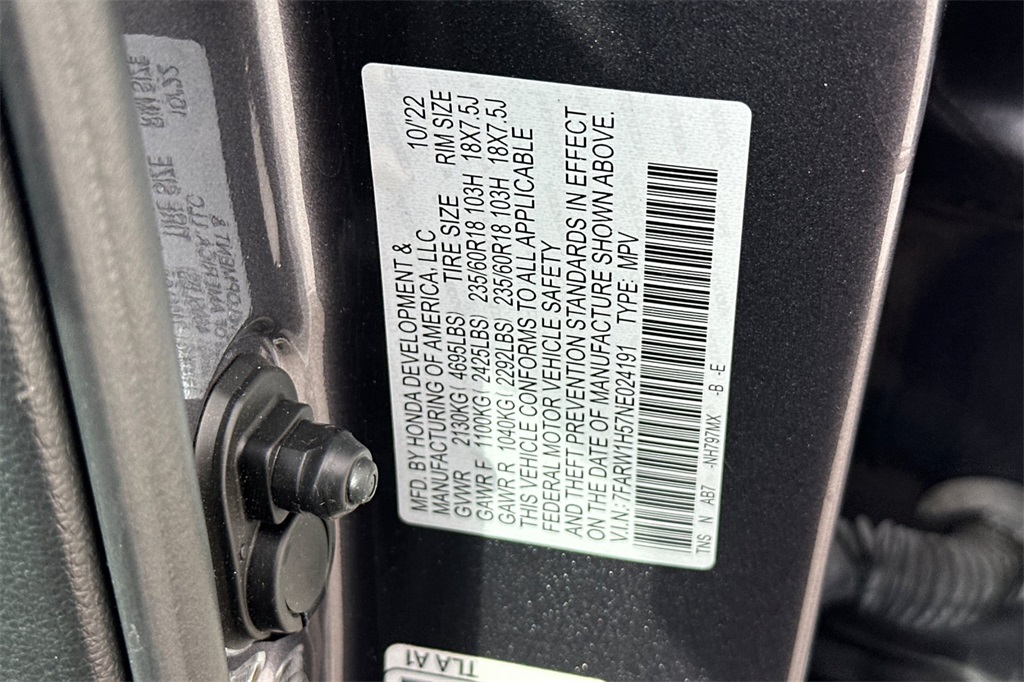 MFD. BY HONDA DEVELOPMENT &
MANUFACTURING OF AMERICA, LLC 10/'22
GVWR 2130KG( 4695LBS) TIRE SIZE RIM SIZE
GAWR F 1100KG( 2425LBS) 235/60R18 103H 18X7.5J
GAWR R 1040KG( 2292LBS) 235/60R18 103H 18X7.5J
THIS VEHICLE CONFORMS TO ALL APPLICABLE
FEDERAL MOTOR VEHICLE SAFETY
AND THEFT PREVENTION STANDARDS IN EFFECT
ON THE DATE OF MANUFACTURE SHOWN ABOVE.
V.I.N.: 7FARW1H57NE024191 TYPE: MPV
TNS N AB7 -NH797MX -B -E
TLA A1